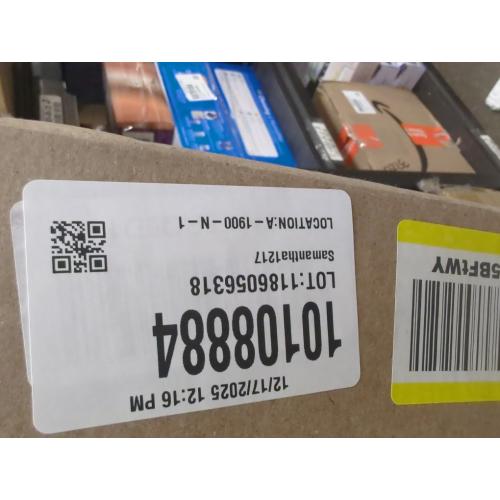 12/17/2025 12:16 PM
10108884
LOT:1186056318
Samantha1217
LOCATION:A-1900-N-1
5BFtWY